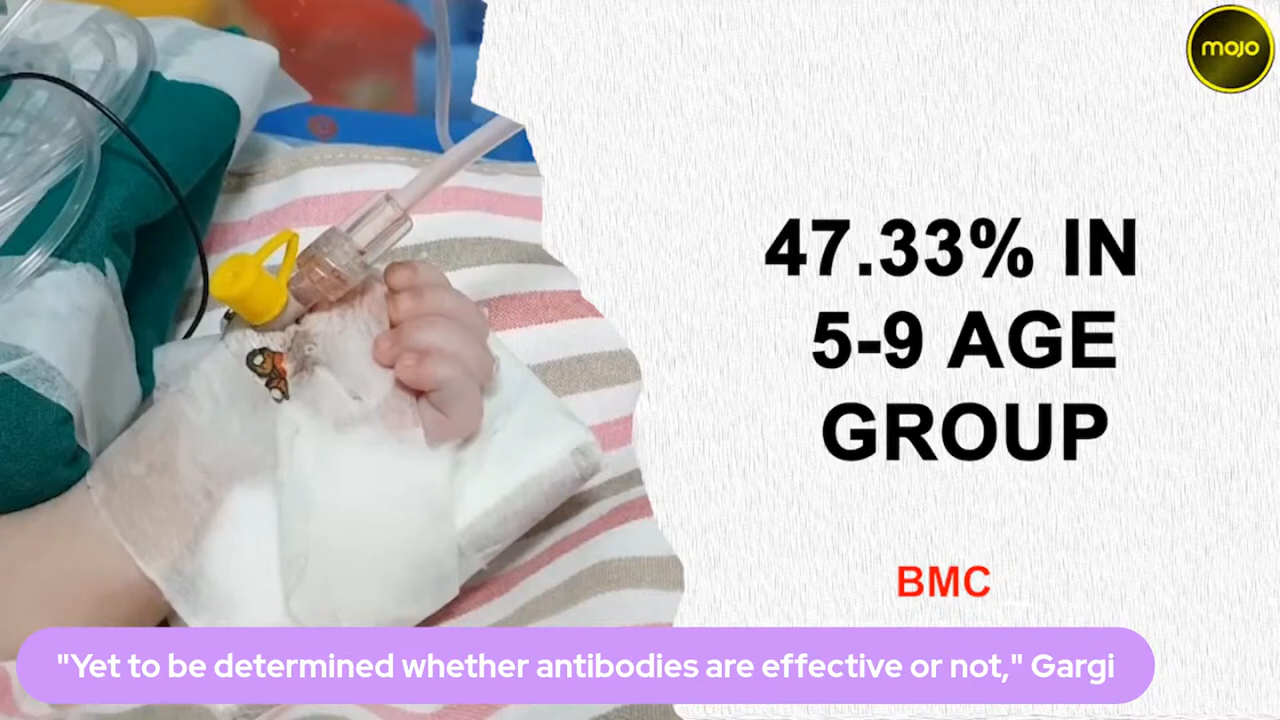 mojo
47.33% IN
5-9 AGE
GROUP
BMC
"Yet to be determined whether antibodies are effective or not," Gargi